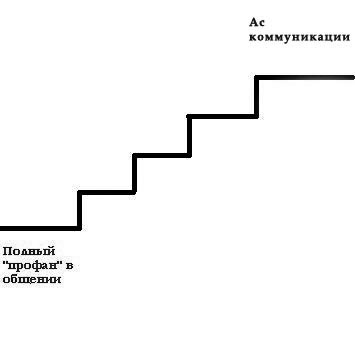 Ас
коммуникации
Полный
"профан" в
общении